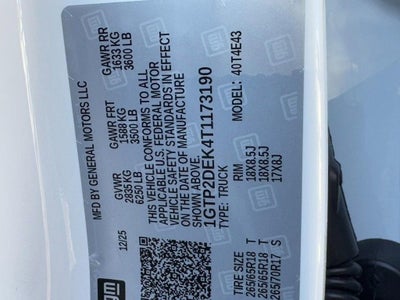 gm
MFD BY GENERAL MOTORS LLC
12/25
GVWR
2835 KG
6250 LB
GAWR FRT
1588 KG
3500 LB
GAWR RR
1633 KG
3600 LB
THIS VEHICLE CONFORMS TO ALL
APPLICABLE U.S. FEDERAL MOTOR
VEHICLE SAFETY STANDARDS IN EFFECT
ON THE DATE OF MANUFACTURE
1GTP2DEK4T1173190
TYPE: TRUCK
40T4E43
TIRE SIZE
RIM
265/65R18 T
18X8.5J
265/65R18 T
18X8.5J
265/70R17 S
17X8J